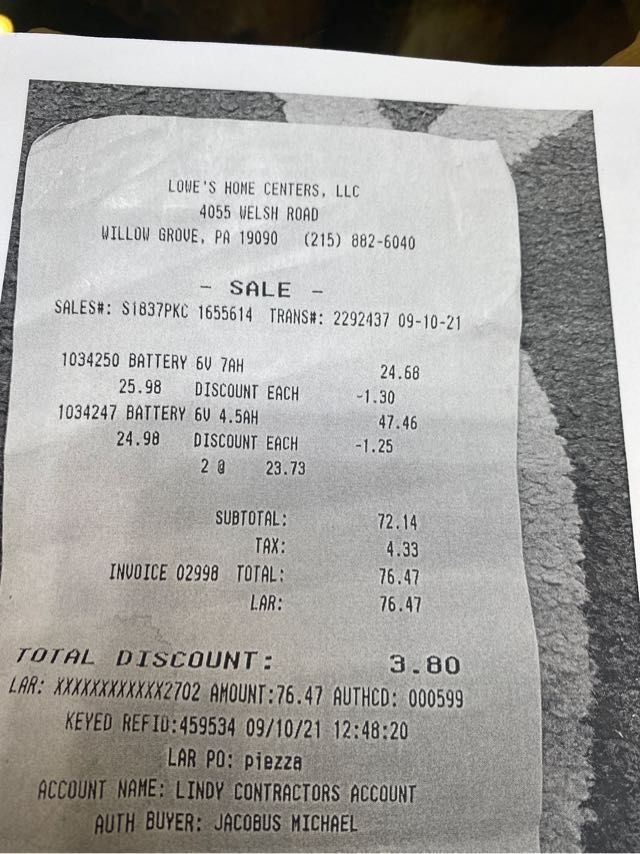 LOWE'S HOME CENTERS, LLC
4055 WELSH ROAD
WILLOW GROVE, PA 19090 (215) 882-6040
- SALE -
SALES#: S1837PKC 1655614 TRANS#: 2292437 09-10-21
1034250 BATTERY 6V 7AH 24.68
25.98 DISCOUNT EACH -1.30
1034247 BATTERY 6V 4.5AH 47.46
24.98 DISCOUNT EACH -1.25
2 @ 23.73
SUBTOTAL: 72.14
TAX: 4.33
INVOICE 02998 TOTAL: 76.47
LAR: 76.47
TOTAL DISCOUNT: 3.80
LAR: XXXXXXXXXXXX2702 AMOUNT:76.47 AUTHCD: 000599
KEYED REFID:459534 09/10/21 12:48:20
LAR PO: piezza
ACCOUNT NAME: LINDY CONTRACTORS ACCOUNT
AUTH BUYER: JACOBUS MICHAEL